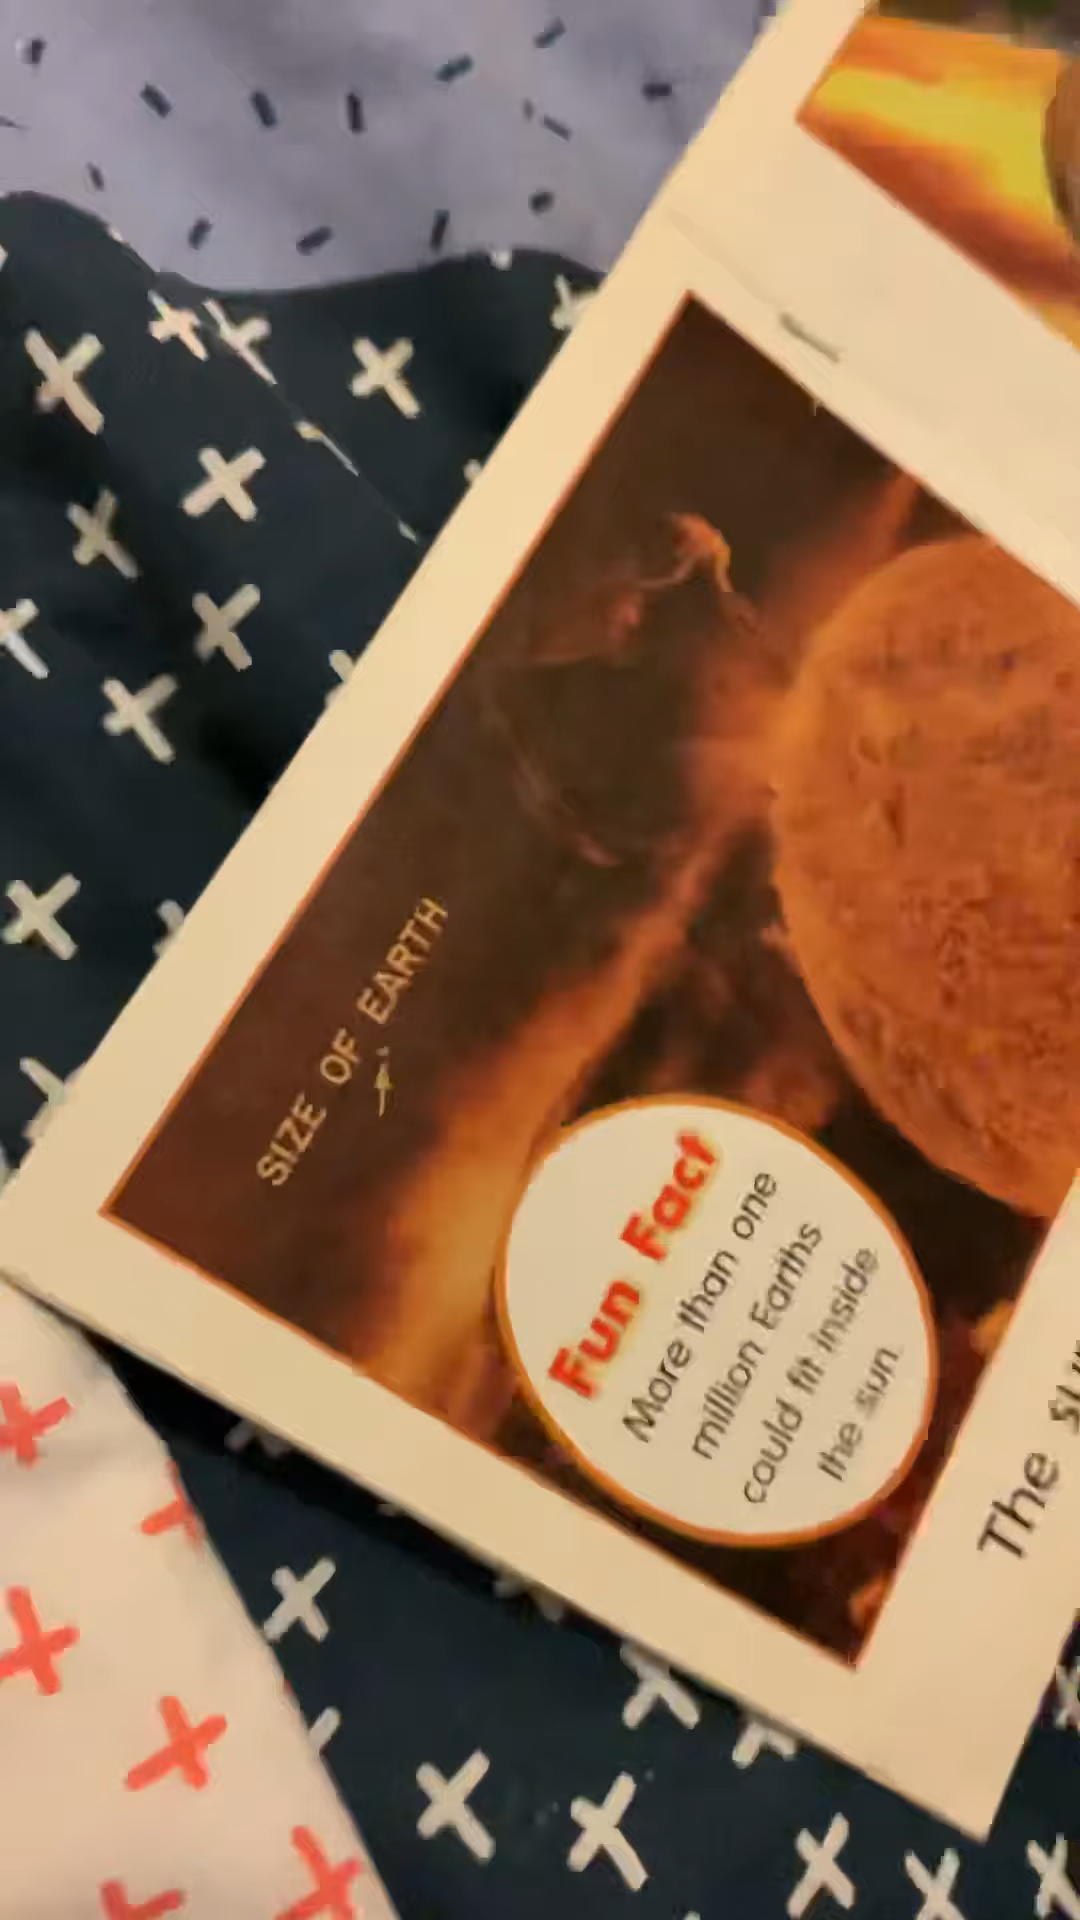 SIZE OF EARTH
Fun Fact
More than one
million Earths
could fit inside
the sun.
The